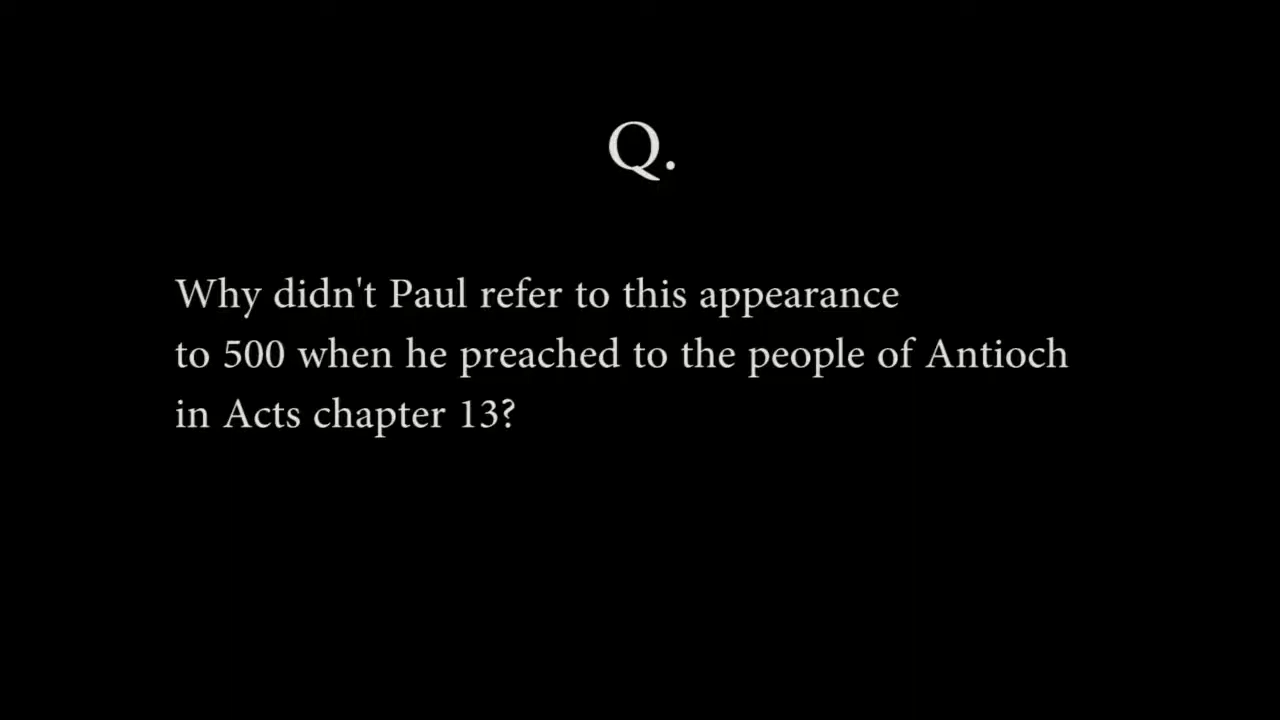 Q.
Why didn't Paul refer to this appearance
to 500 when he preached to the people of Antioch
in Acts chapter 13?